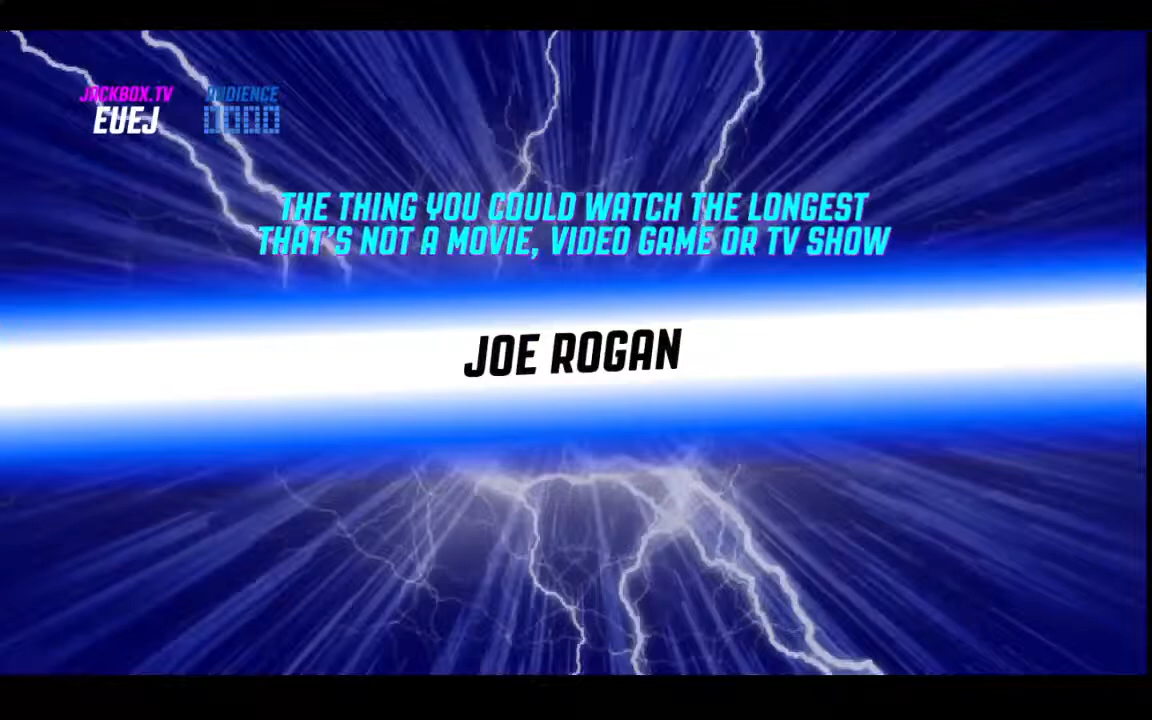 JACKBOX.TV
EUEJ
AUDIENCE
THE THING YOU COULD WATCH THE LONGEST
THAT'S NOT A MOVIE, VIDEO GAME OR TV SHOW
JOE ROGAN